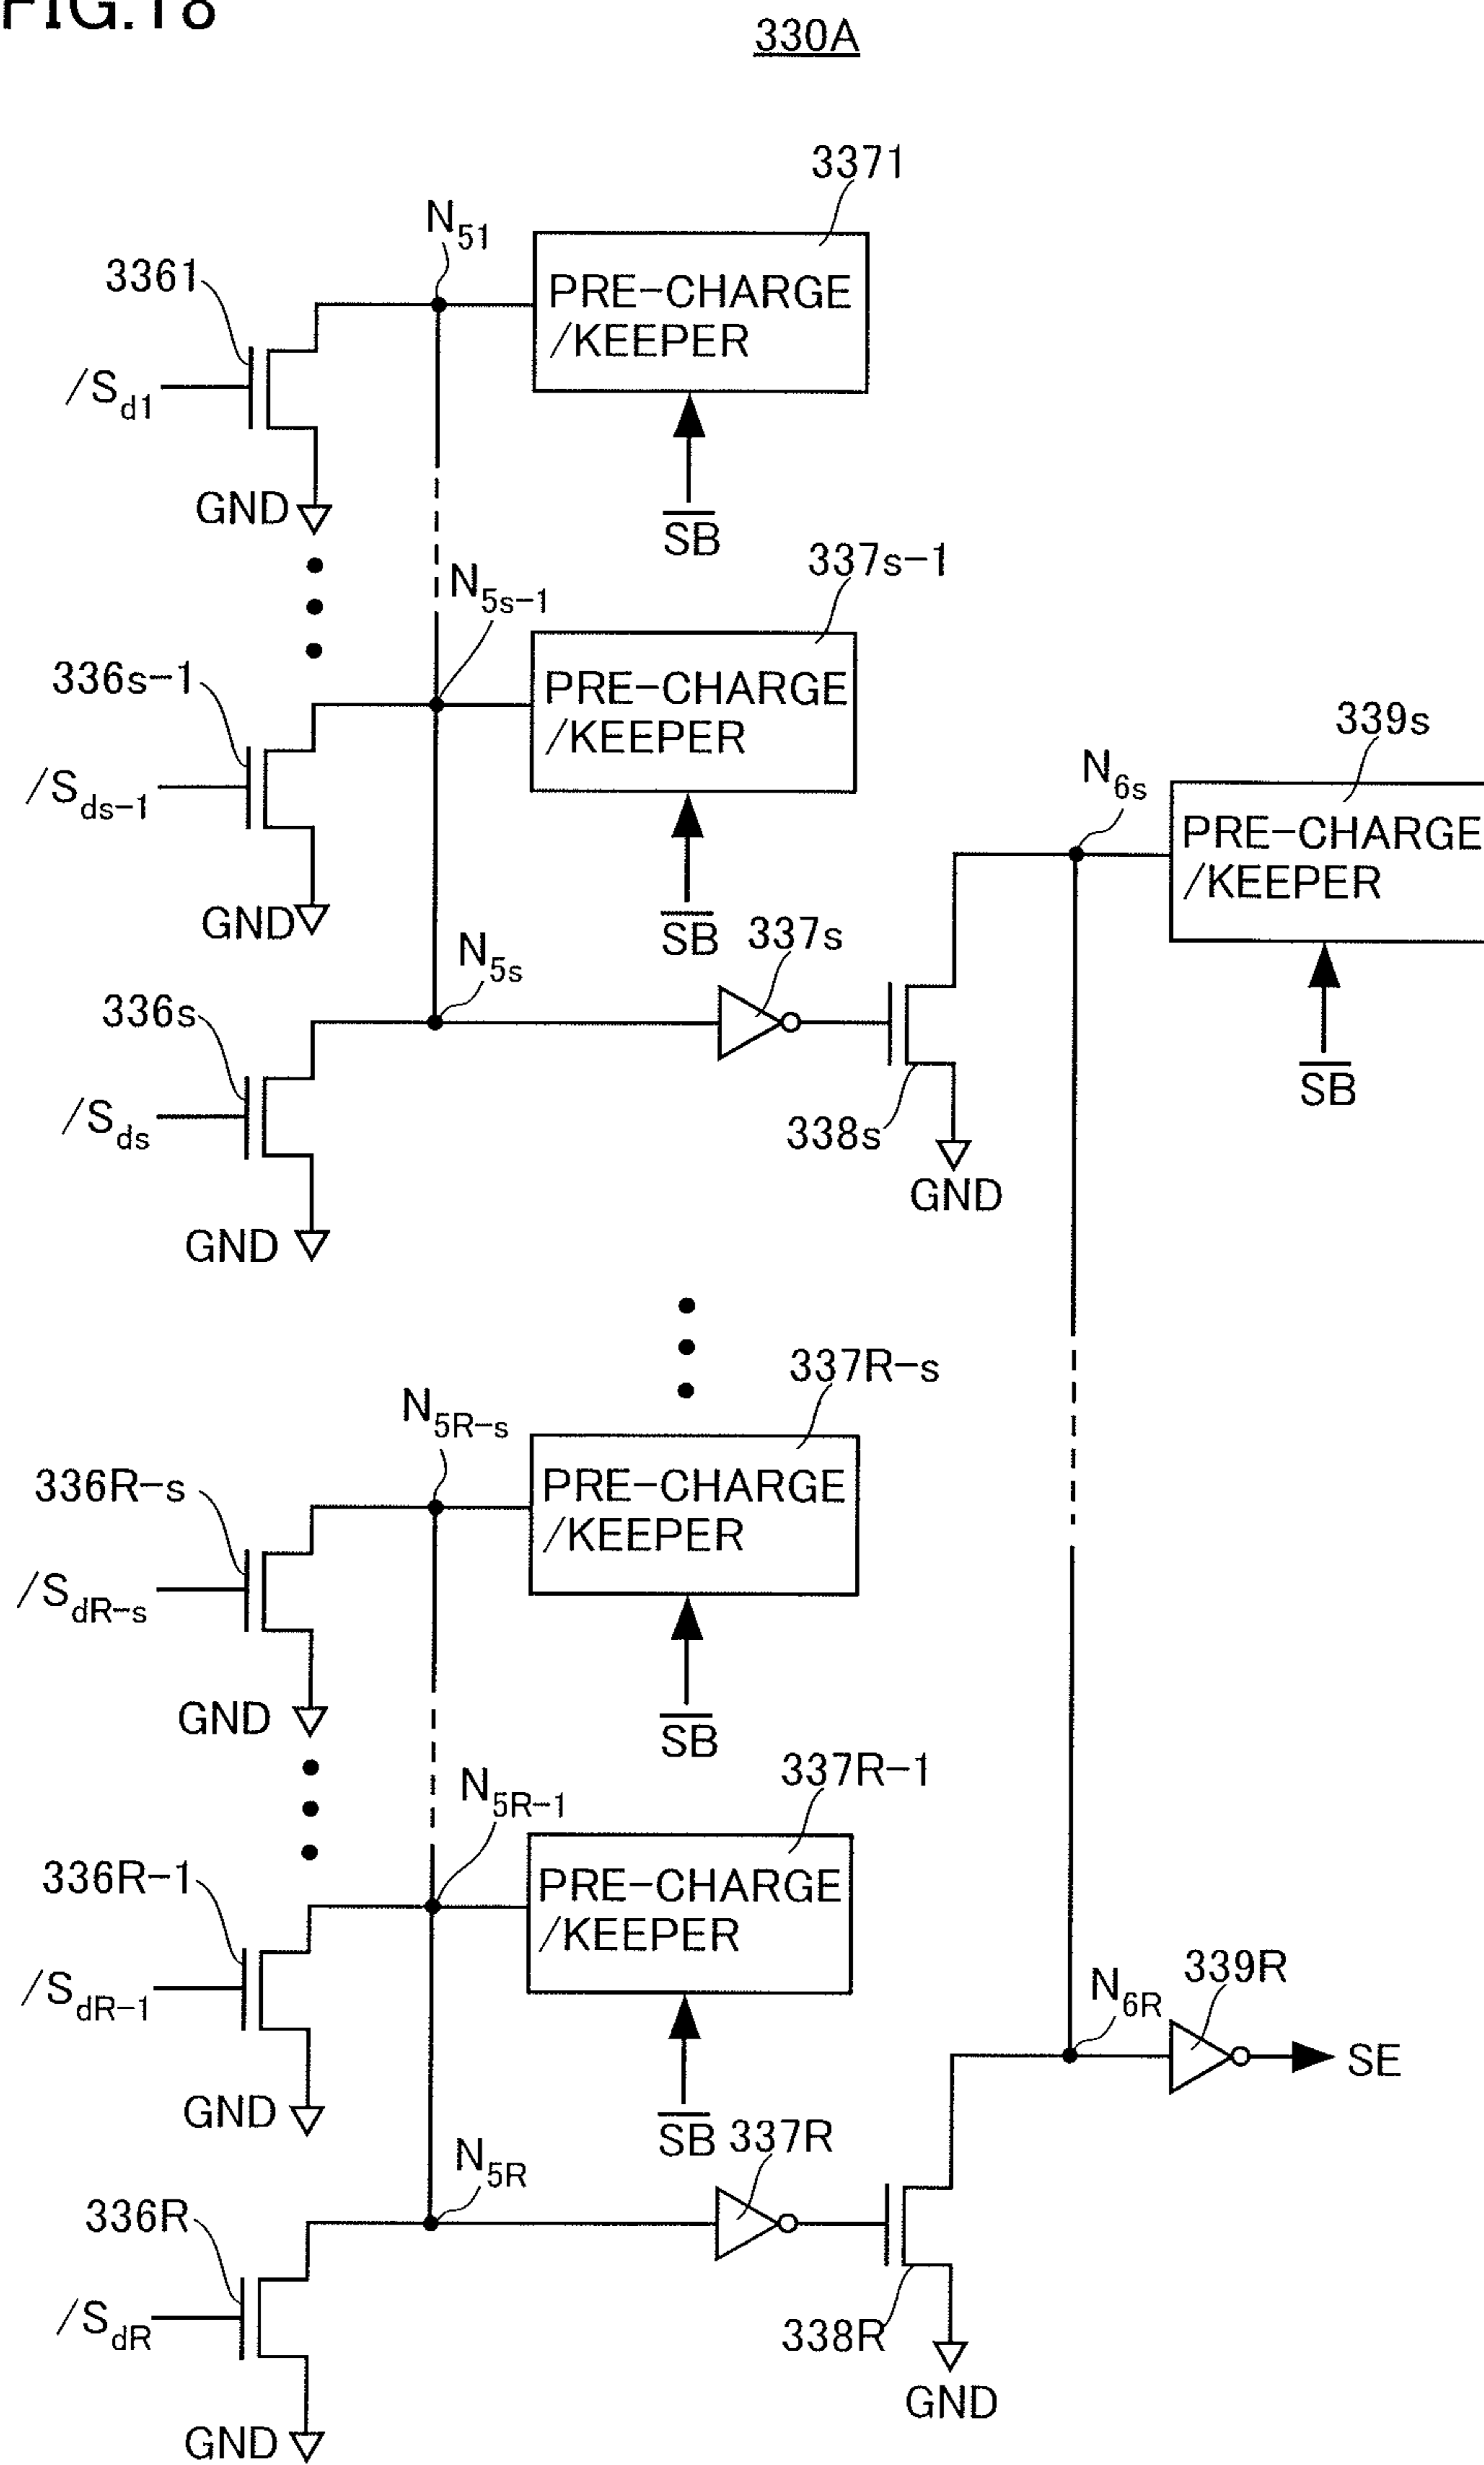 FIG.18
330A
3371
N51
3361
PRE-CHARGE
/KEEPER
/Sd1
GND
SB
337s-1
N5s-1
336s-1
PRE-CHARGE
/KEEPER
339s
N6s
/Sds-1
PRE-CHARGE
/KEEPER
GND
SB
337s
N5s
336s
SB
/Sds
338s
GND
GND
337R-s
N5R-s
336R-s
PRE-CHARGE
/KEEPER
/SdR-s
GND
SB
337R-1
N5R-1
336R-1
PRE-CHARGE
/KEEPER
339R
N6R
/SdR-1
SE
GND
SB
337R
N5R
336R
/SdR
338R
GND
GND